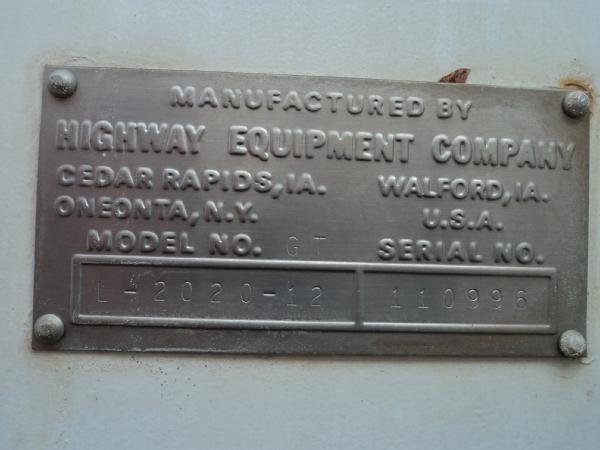 MANUFACTURED BY
HIGHWAY EQUIPMENT COMPANY
CEDAR RAPIDS, IA. WALFORD, IA.
ONEONTA, N.Y. U.S.A.
MODEL NO. GT SERIAL NO.
L-2020-12 110996